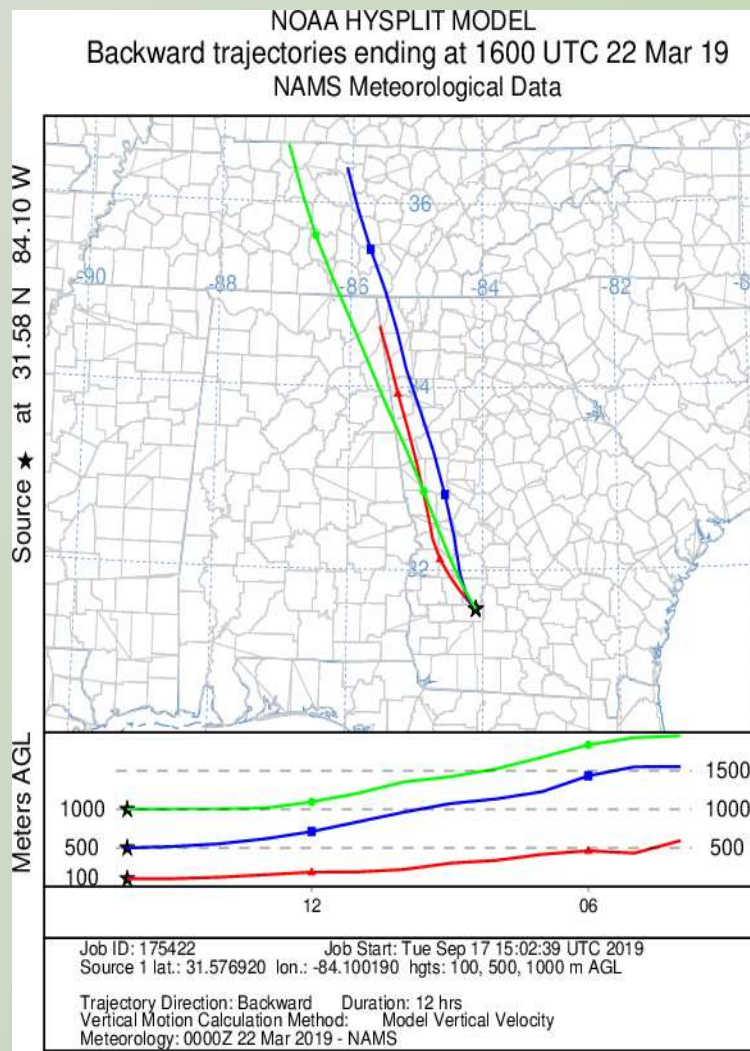 NOAA HYSPLIT MODEL
Backward trajectories ending at 1600 UTC 22 Mar 19
NAMS Meteorological Data
Source ★ at 31.58 N 84.10 W
36
-90 -88 -86 -84 -82
34
32
Meters AGL
1500
1000 1000
500 500
100
12 06
Job ID: 175422 Job Start: Tue Sep 17 15:02:39 UTC 2019
Source 1 lat.: 31.576920 lon.: -84.100190 hgts: 100, 500, 1000 m AGL
Trajectory Direction: Backward Duration: 12 hrs
Vertical Motion Calculation Method: Model Vertical Velocity
Meteorology: 0000Z 22 Mar 2019 - NAMS